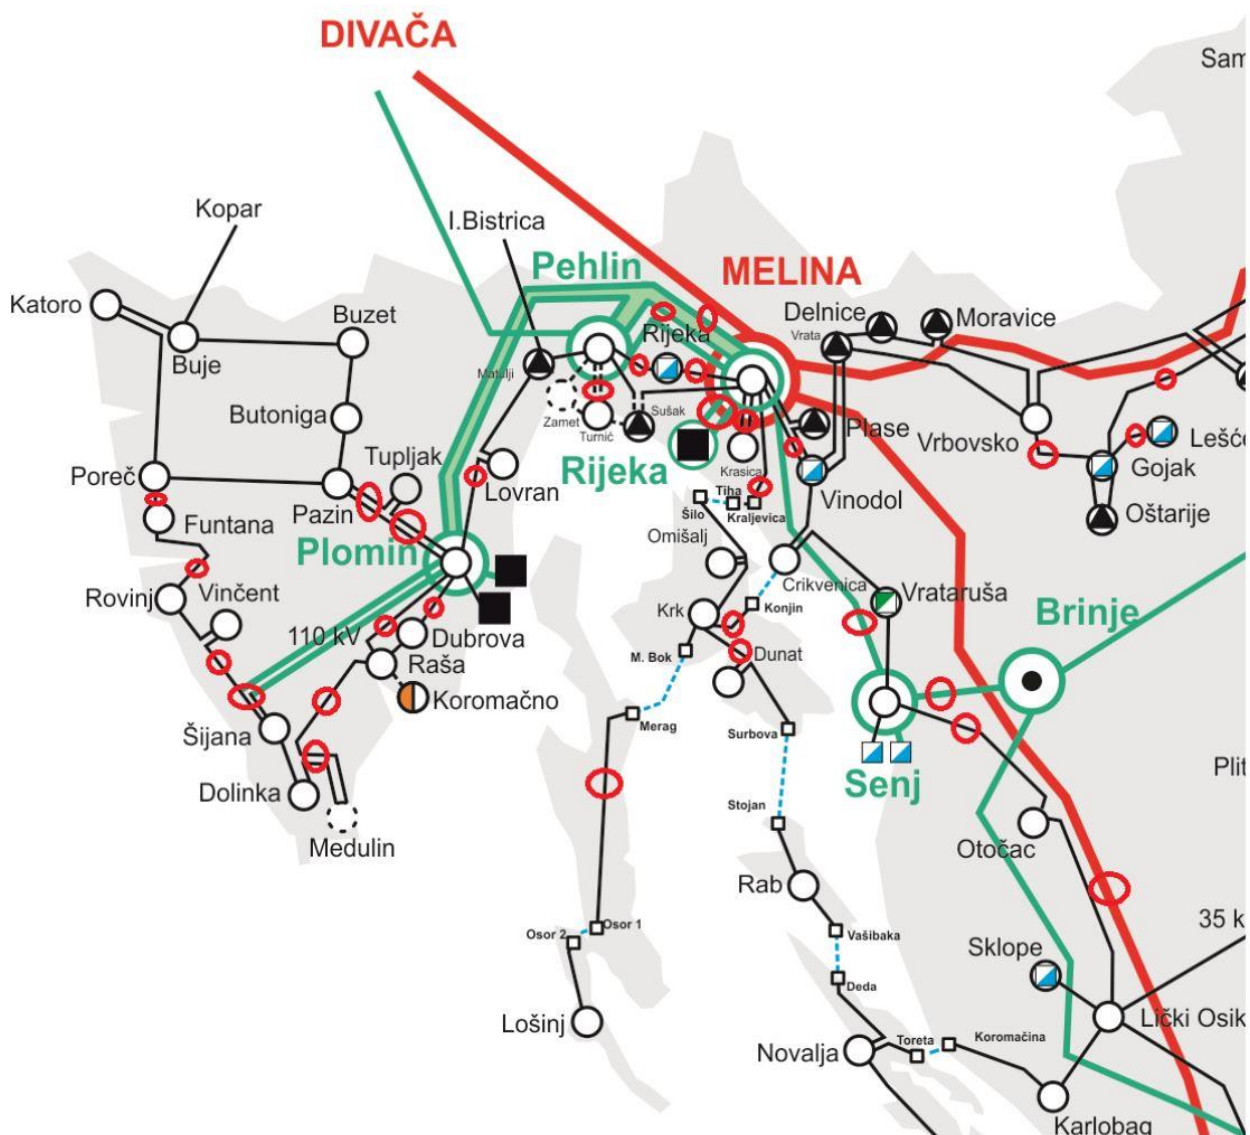 DIVAČA
Sam
Kopar
I.Bistrica
Pehlin
MELINA
Katoro
Buzet
Delnice
Moravice
Vrata
Rijeka
Buje
Matulji
Butoniga
Zamet
Turnić
Sušak
Plase
Vrbovsko
Lešće
Poreč
Tupljak
Lovran
Rijeka
Krasica
Gojak
Pazin
Tiha
Vinodol
Funtana
Šilo
Kraljevica
Oštarije
Plomin
Omišalj
Crikvenica
Rovinj
Vinčent
Vrataruša
Krk
Konjin
Brinje
110 kV
Dubrova
Dunat
Raša
M. Bok
Koromačno
Merag
Šijana
Surbova
Plit
Dolinka
Senj
Stojan
Medulin
Otočac
Rab
35 k
Osor 2
Osor 1
Vašibaka
Sklope
Deda
Lošinj
Lički Osik
Novalja
Toreta
Koromačina
Karlobag